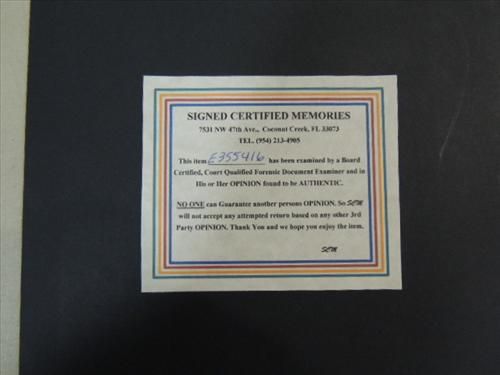 SIGNED CERTIFIED MEMORIES
7531 NW 47th Ave., Coconut Creek, FL 33073
TEL. (954) 213-4905
This item E355416 has been examined by a Board
Certified, Court Qualified Forensic Document Examiner and in
His or Her OPINION found to be AUTHENTIC.
NO ONE can Guarantee another persons OPINION. So SCM
will not accept any attempted return based on any other 3rd
Party OPINION. Thank You and we hope you enjoy the item.
SCM